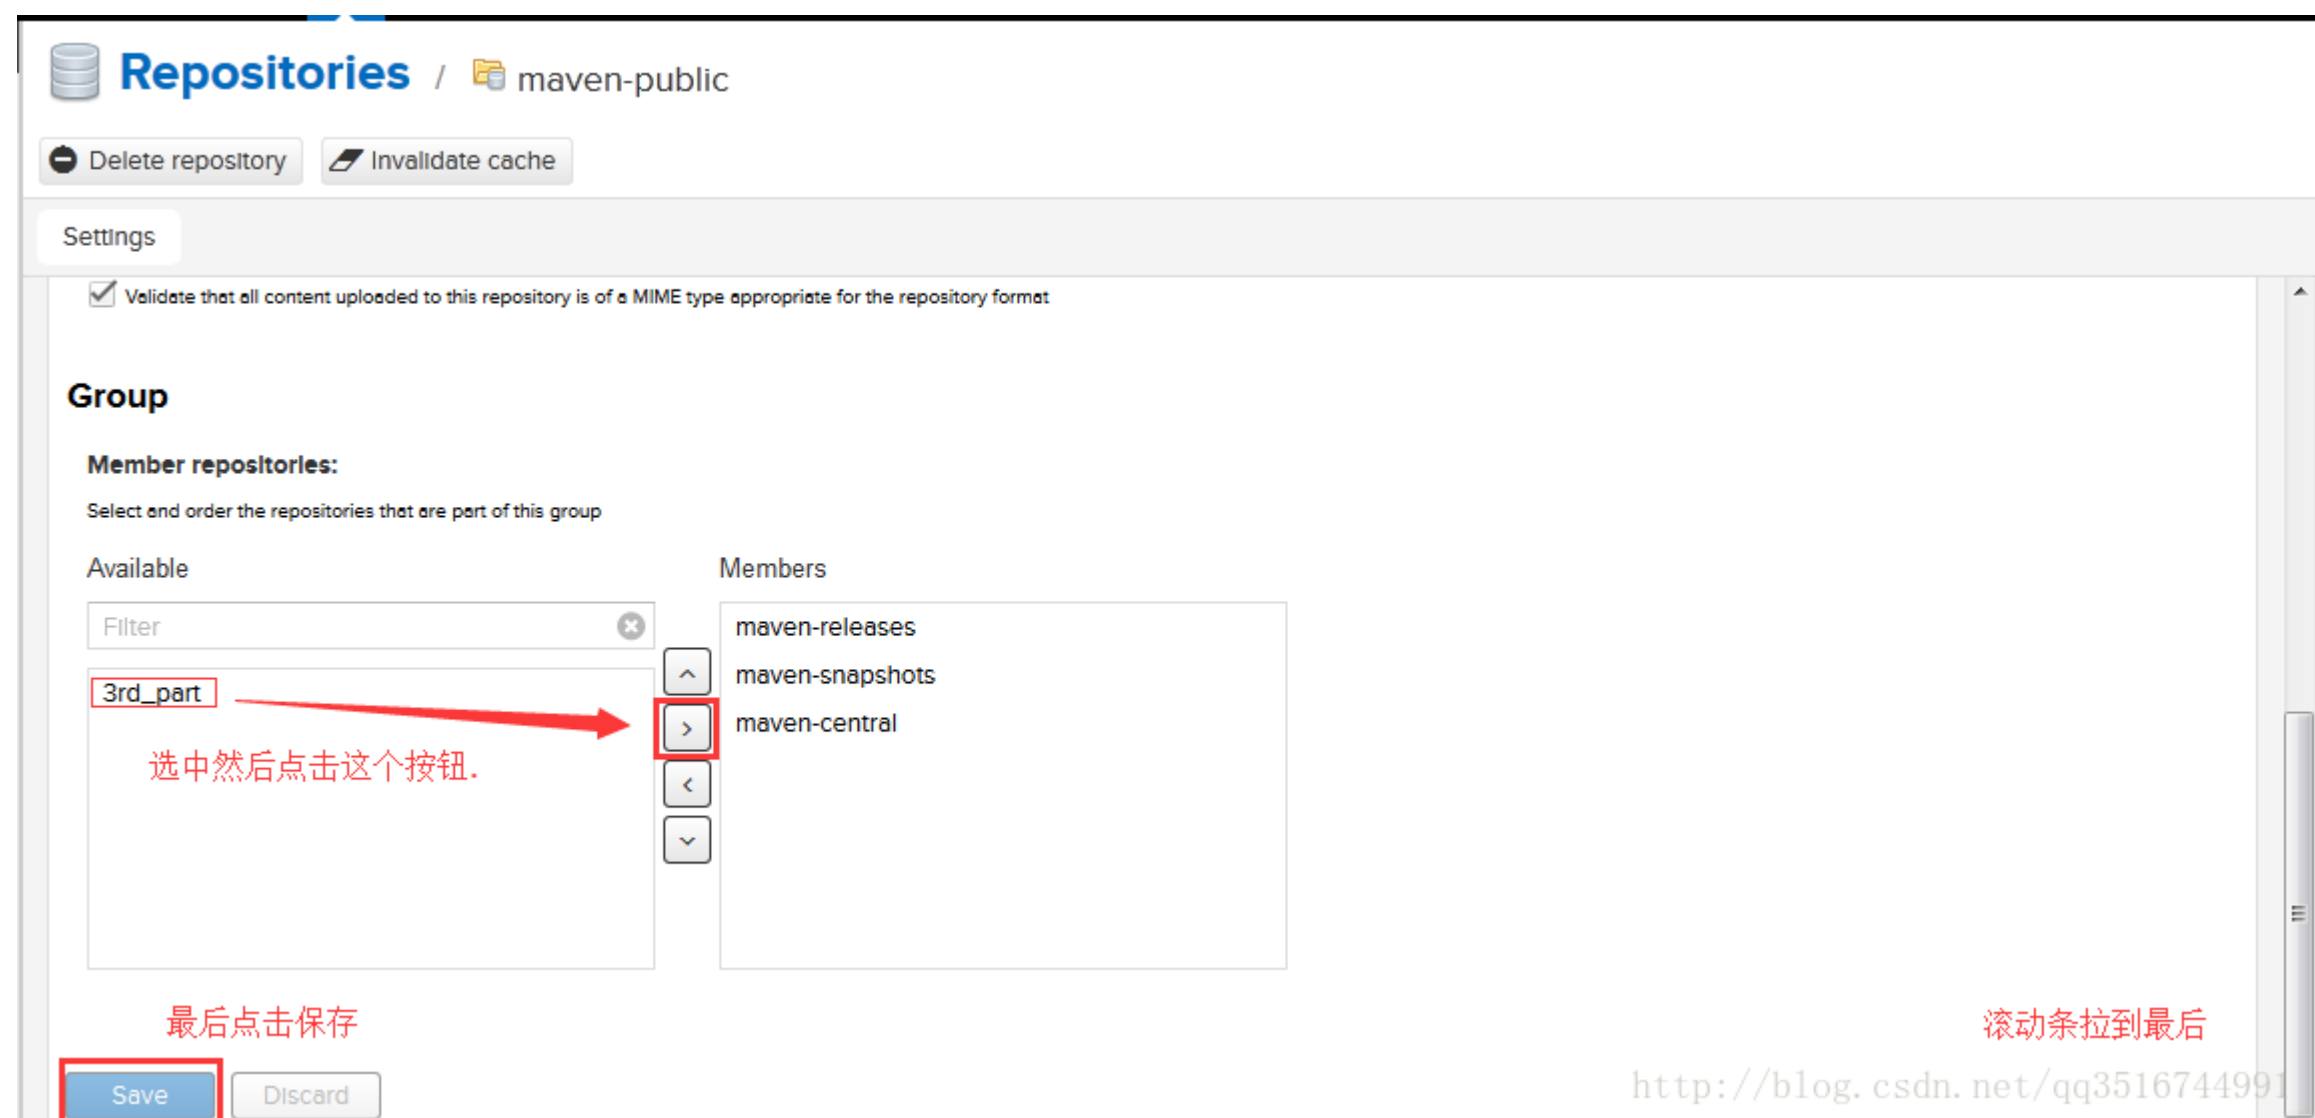 Repositories / maven-public
Delete repository Invalidate cache
Settings
Validate that all content uploaded to this repository is of a MIME type appropriate for the repository format
Group
Member repositories:
Select and order the repositories that are part of this group
Available Members
Filter
maven-releases
maven-snapshots
3rd_part
maven-central
选中然后点击这个按钮.
最后点击保存
滚动条拉到最后
Save Discard
http://blog.csdn.net/qq3516744991